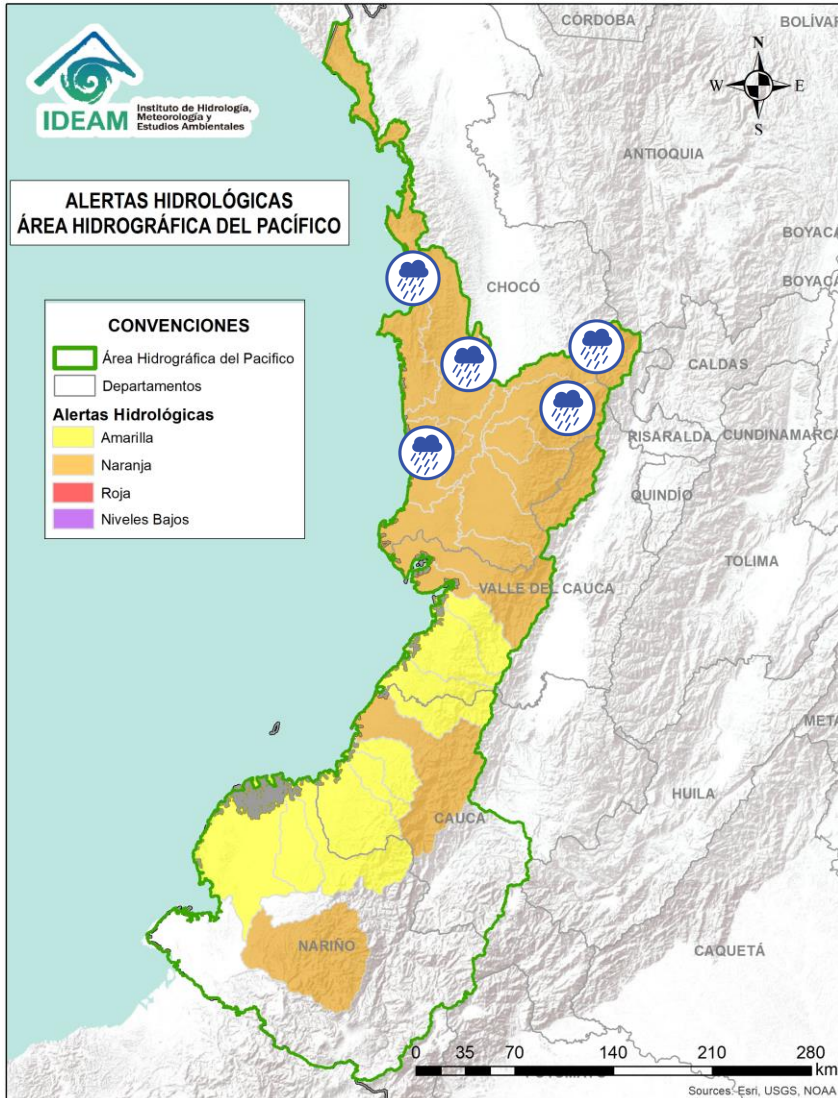 IDEAM
Instituto de Hidrología,
Meteorología y
Estudios Ambientales
ALERTAS HIDROLÓGICAS
ÁREA HIDROGRÁFICA DEL PACÍFICO
CONVENCIONES
Área Hidrográfica del Pacifico
Departamentos
Alertas Hidrológicas
Amarilla
Naranja
Roja
Niveles Bajos
N
W E
S
CÓRDOBA
BOLÍVAR
ANTIOQUIA
BOYACÁ
BOYACÁ
CHOCÓ
CALDAS
RISARALDA
CUNDINAMARCA
QUINDÍO
TOLIMA
VALLE DEL CAUCA
META
HUILA
CAUCA
NARIÑO
CAQUETÁ
0 35 70 140 210 280
km
Sources: Esri, USGS, NOAA